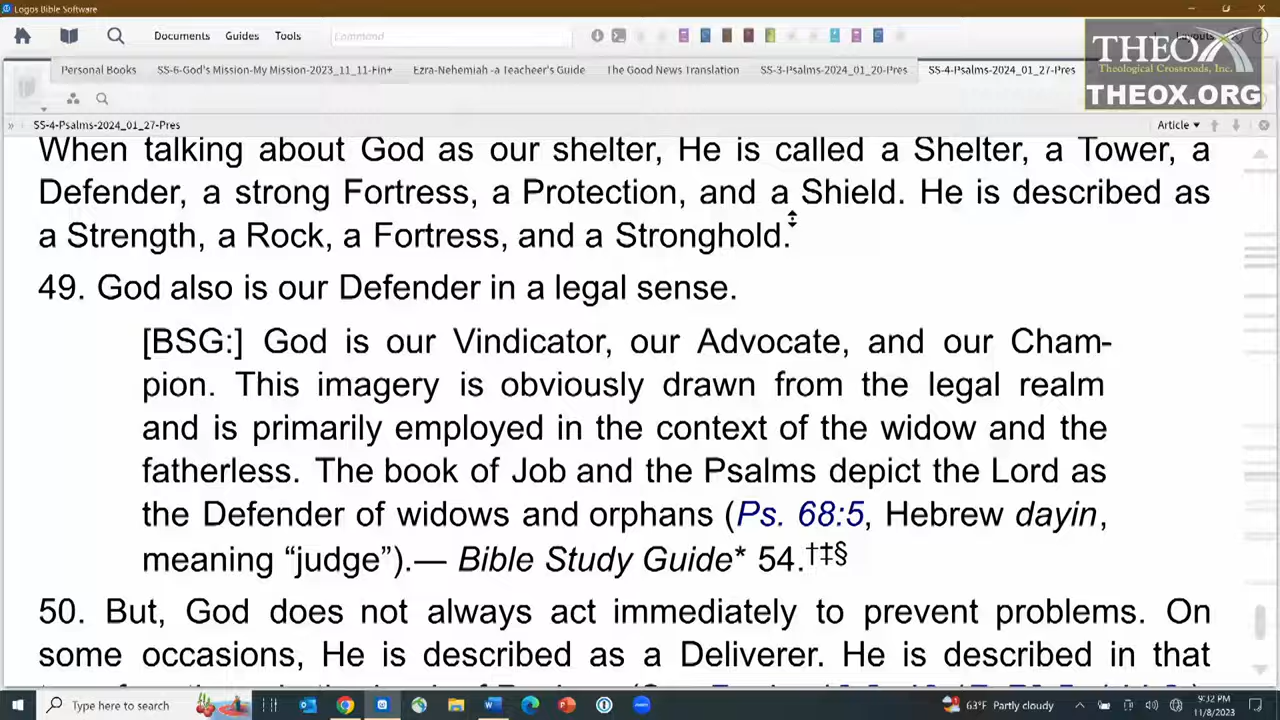 Logos Bible Software
Documents Guides Tools Command Layouts
THEOX
Theological Crossroads, Inc.
THEOX.ORG
Personal Books SS-6-God's Mission-My Mission-2023_11_11-Fin+ Teacher's Guide The Good News Translation SS-3-Psalms-2024_01_20-Pres SS-4-Psalms-2024_01_27-Pres
» SS-4-Psalms-2024_01_27-Pres Article
When talking about God as our shelter, He is called a Shelter, a Tower, a
Defender, a strong Fortress, a Protection, and a Shield. He is described as
a Strength, a Rock, a Fortress, and a Stronghold.
49. God also is our Defender in a legal sense.
[BSG:] God is our Vindicator, our Advocate, and our Cham-
pion. This imagery is obviously drawn from the legal realm
and is primarily employed in the context of the widow and the
fatherless. The book of Job and the Psalms depict the Lord as
the Defender of widows and orphans (Ps. 68:5, Hebrew dayin,
meaning “judge”).— Bible Study Guide* 54.†‡§
50. But, God does not always act immediately to prevent problems. On
some occasions, He is described as a Deliverer. He is described in that
Type here to search 63°F Partly cloudy 9:32 PM
11/8/2023